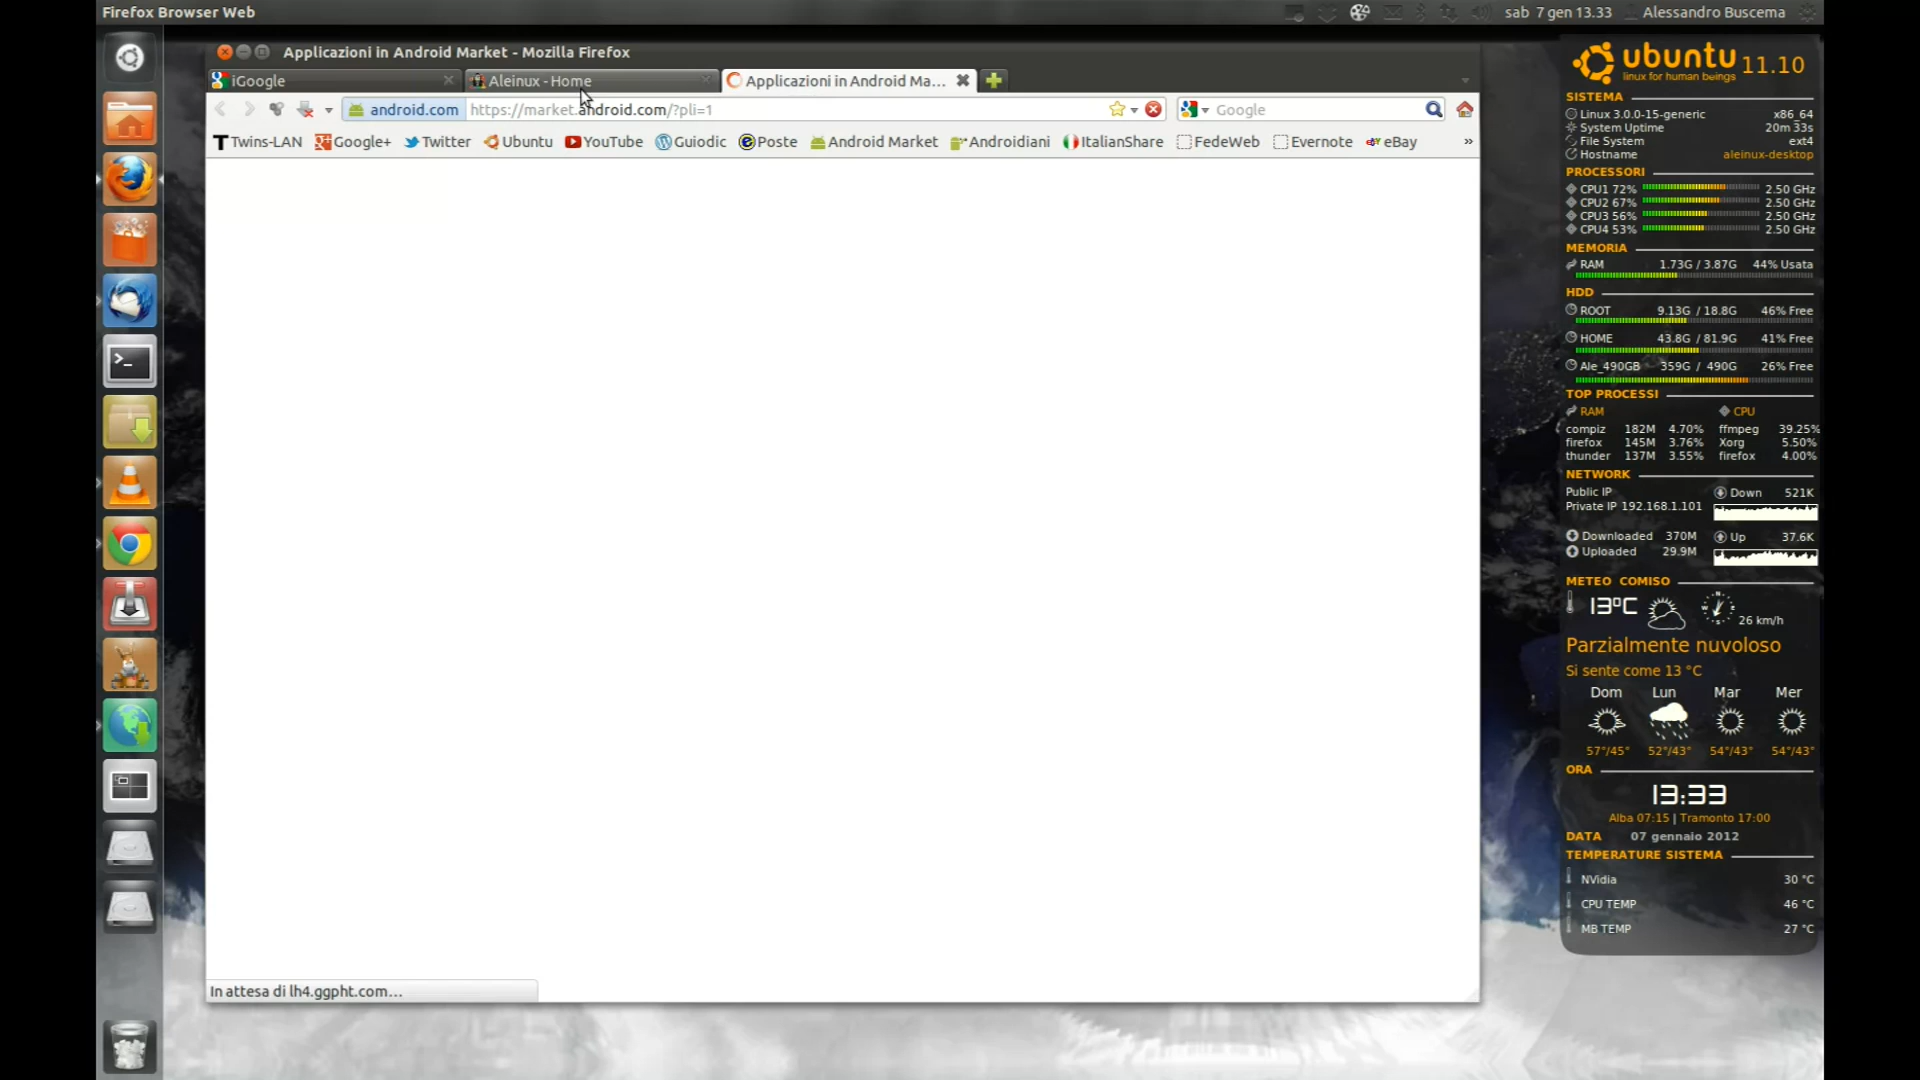 Firefox Browser Web
sab 7 gen 13.33 Alessandro Buscema
Applicazioni in Android Market - Mozilla Firefox
iGoogle
Aleinux - Home
Applicazioni in Android Ma...
android.com https://market.android.com/?pli=1
Google
Twins-LAN Google+ Twitter Ubuntu YouTube Guiodic Poste Android Market Androidiani ItalianShare FedeWeb Evernote eBay »
In attesa di lh4.ggpht.com...
ubuntu 11.10
linux for human beings
SISTEMA
Linux 3.0.0-15-generic x86_64
System Uptime 20m 33s
File System ext4
Hostname aleinux-desktop
PROCESSORI
CPU1 72% 2.50 GHz
CPU2 67% 2.50 GHz
CPU3 56% 2.50 GHz
CPU4 53% 2.50 GHz
MEMORIA
RAM 1.73G / 3.87G 44% Usata
HDD
ROOT 9.13G / 18.8G 46% Free
HOME 43.8G / 81.9G 41% Free
Ale_490GB 359G / 490G 26% Free
TOP PROCESSI
RAM CPU
compiz 182M 4.70% ffmpeg 39.25%
firefox 145M 3.76% Xorg 5.50%
thunder 137M 3.55% firefox 4.00%
NETWORK
Public IP Down 521K
Private IP 192.168.1.101
Downloaded 370M Up 37.6K
Uploaded 29.9M
METEO COMISO
13°C 26 km/h
Parzialmente nuvoloso
Si sente come 13 °C
Dom Lun Mar Mer
57°/45° 52°/43° 54°/43° 54°/43°
ORA
13:33
Alba 07:15 | Tramonto 17:00
DATA 07 gennaio 2012
TEMPERATURE SISTEMA
NVidia 30 °C
CPU TEMP 46 °C
MB TEMP 27 °C